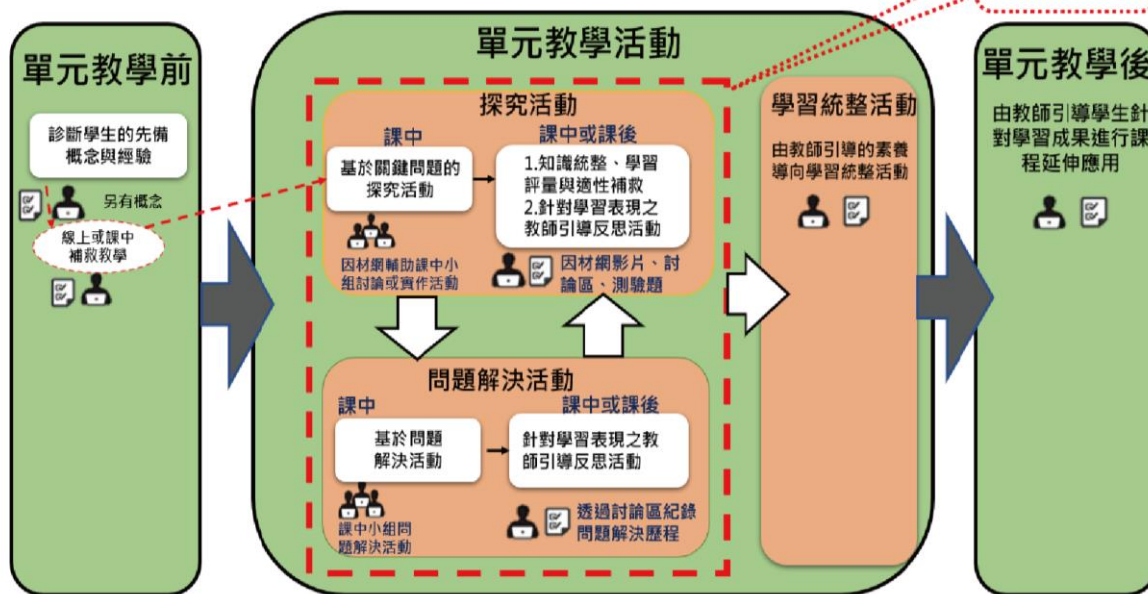 單元教學前
診斷學生的先備
概念與經驗
另有概念
線上或課中
補救教學
單元教學活動
探究活動
課中
基於關鍵問題的
探究活動
因材網輔助課中小
組討論或實作活動
課中或課後
1.知識統整、學習
評量與適性補救
2.針對學習表現之
教師引導反思活動
因材網影片、討
論區、測驗題
問題解決活動
課中
基於問題
解決活動
課中小組問
題解決活動
課中或課後
針對學習表現之教
師引導反思活動
透過討論區紀錄
問題解決歷程
學習統整活動
由教師引導的素養
導向學習統整活動
單元教學後
由教師引導學生針
對學習成果進行課
程延伸應用